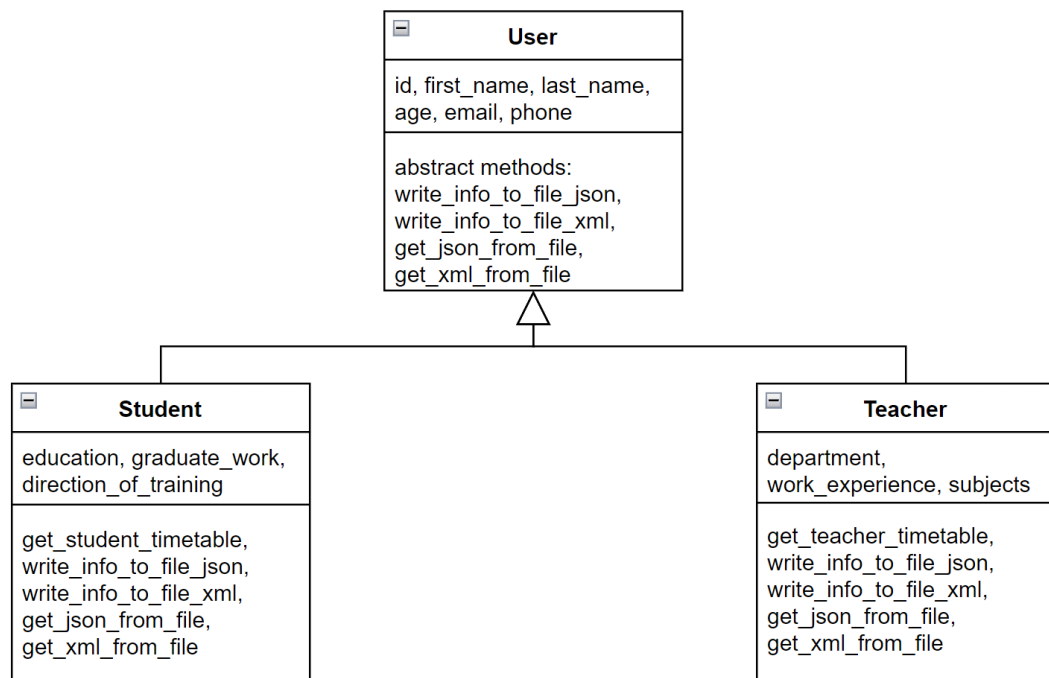 User
id, first_name, last_name,
age, email, phone
abstract methods:
write_info_to_file_json,
write_info_to_file_xml,
get_json_from_file,
get_xml_from_file
Student
education, graduate_work,
direction_of_training
get_student_timetable,
write_info_to_file_json,
write_info_to_file_xml,
get_json_from_file,
get_xml_from_file
Teacher
department,
work_experience, subjects
get_teacher_timetable,
write_info_to_file_json,
write_info_to_file_xml,
get_json_from_file,
get_xml_from_file